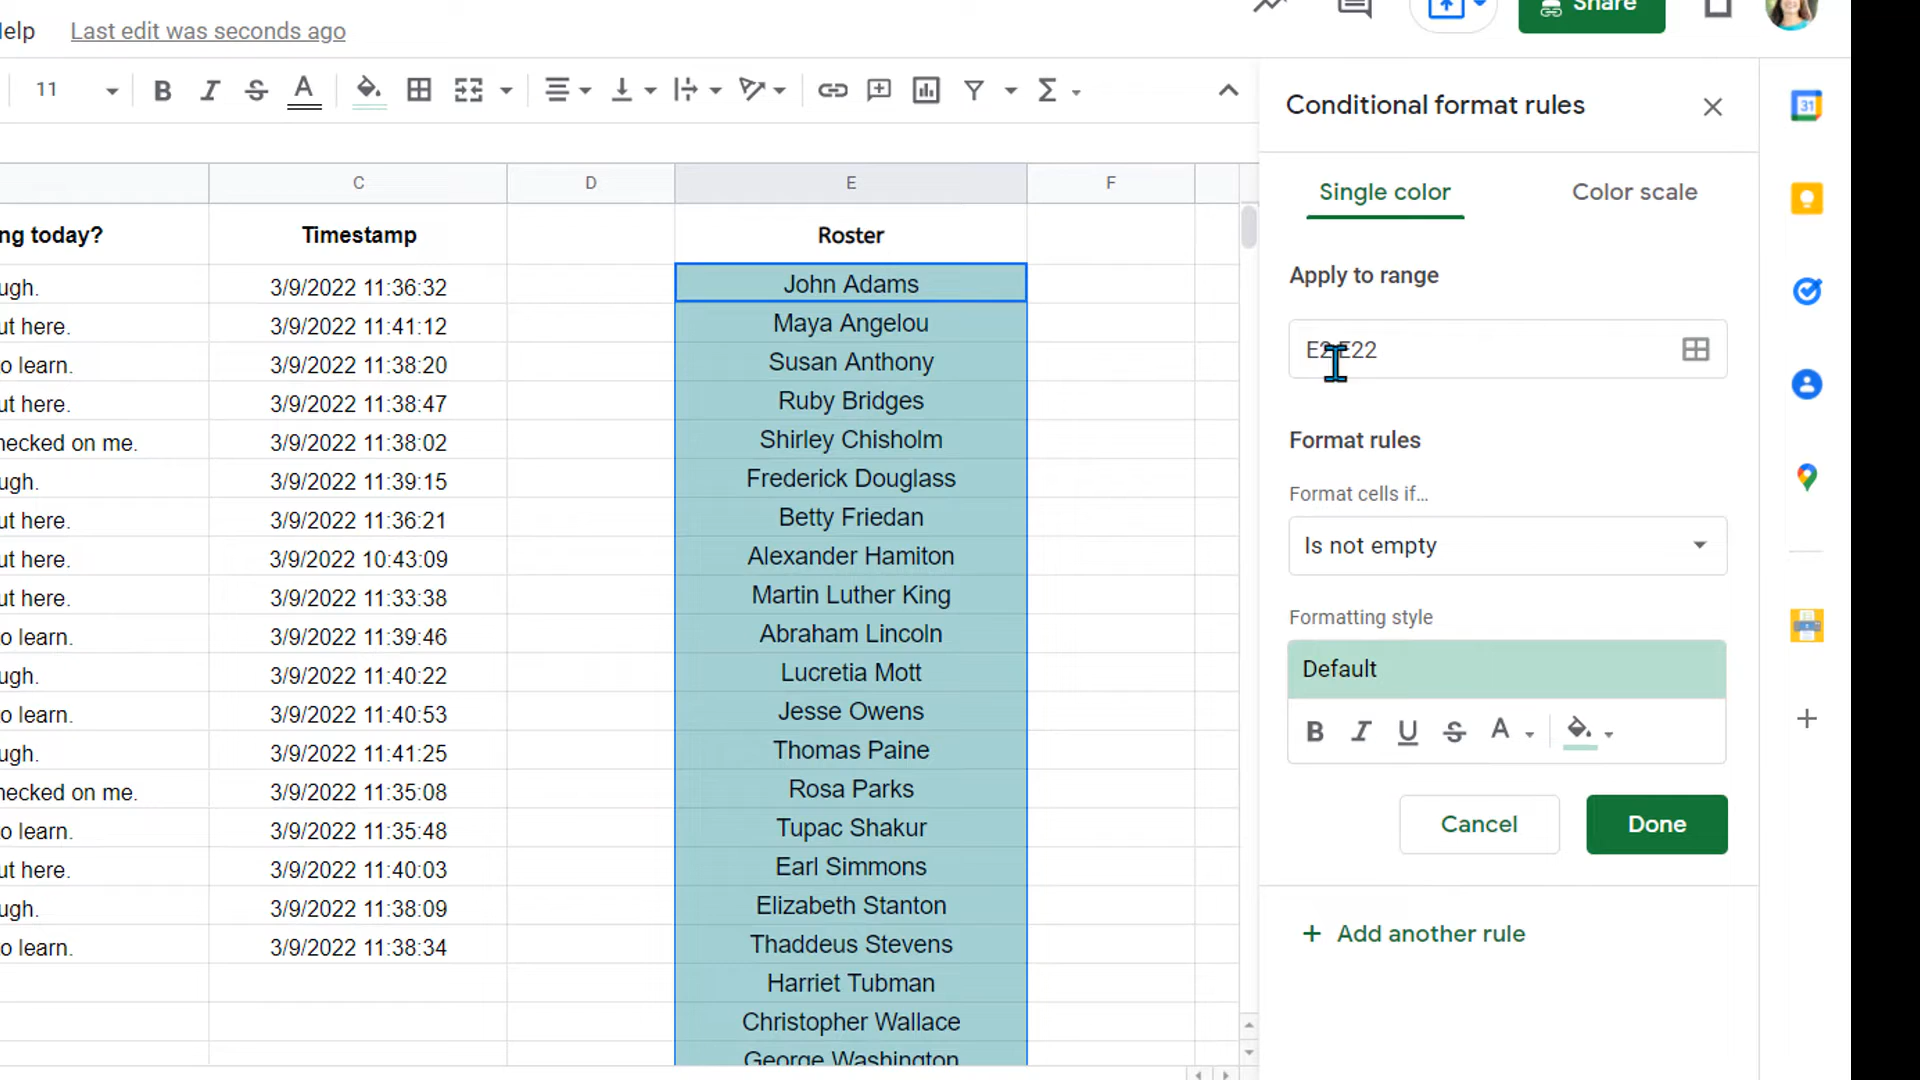 elp Last edit was seconds ago Share
11 B I S A Σ
Conditional format rules
31
Single color Color scale
C D E F
ng today? Timestamp Roster
Apply to range
E2:E22
Format rules
Format cells if…
Is not empty
Formatting style
Default
B I U S A
Cancel Done
+ Add another rule
ugh. 3/9/2022 11:36:32 John Adams
ut here. 3/9/2022 11:41:12 Maya Angelou
o learn. 3/9/2022 11:38:20 Susan Anthony
ut here. 3/9/2022 11:38:47 Ruby Bridges
hecked on me. 3/9/2022 11:38:02 Shirley Chisholm
ugh. 3/9/2022 11:39:15 Frederick Douglass
ut here. 3/9/2022 11:36:21 Betty Friedan
ut here. 3/9/2022 10:43:09 Alexander Hamiton
ut here. 3/9/2022 11:33:38 Martin Luther King
o learn. 3/9/2022 11:39:46 Abraham Lincoln
ugh. 3/9/2022 11:40:22 Lucretia Mott
o learn. 3/9/2022 11:40:53 Jesse Owens
ugh. 3/9/2022 11:41:25 Thomas Paine
hecked on me. 3/9/2022 11:35:08 Rosa Parks
o learn. 3/9/2022 11:35:48 Tupac Shakur
ut here. 3/9/2022 11:40:03 Earl Simmons
ugh. 3/9/2022 11:38:09 Elizabeth Stanton
o learn. 3/9/2022 11:38:34 Thaddeus Stevens
Harriet Tubman
Christopher Wallace
George Washington